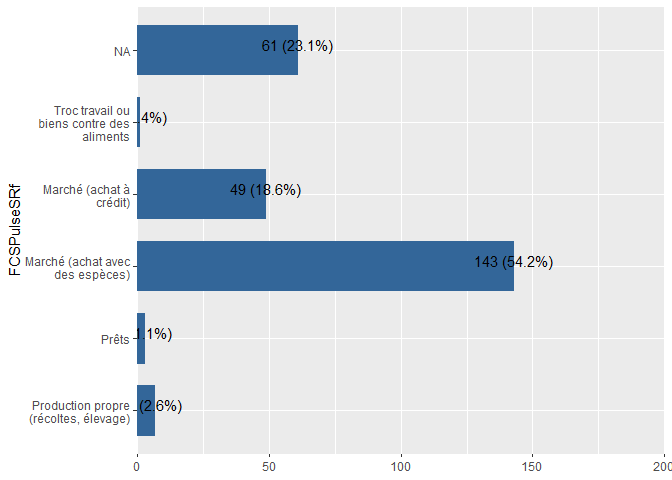 FCSPulseSRf
NA
61 (23.1%)
Troc travail ou
biens contre des
aliments
4%)
Marché (achat à
crédit)
49 (18.6%)
Marché (achat avec
des espèces)
143 (54.2%)
Prêts
1.1%)
Production propre
(récoltes, élevage)
(2.6%)
0 50 100 150 200